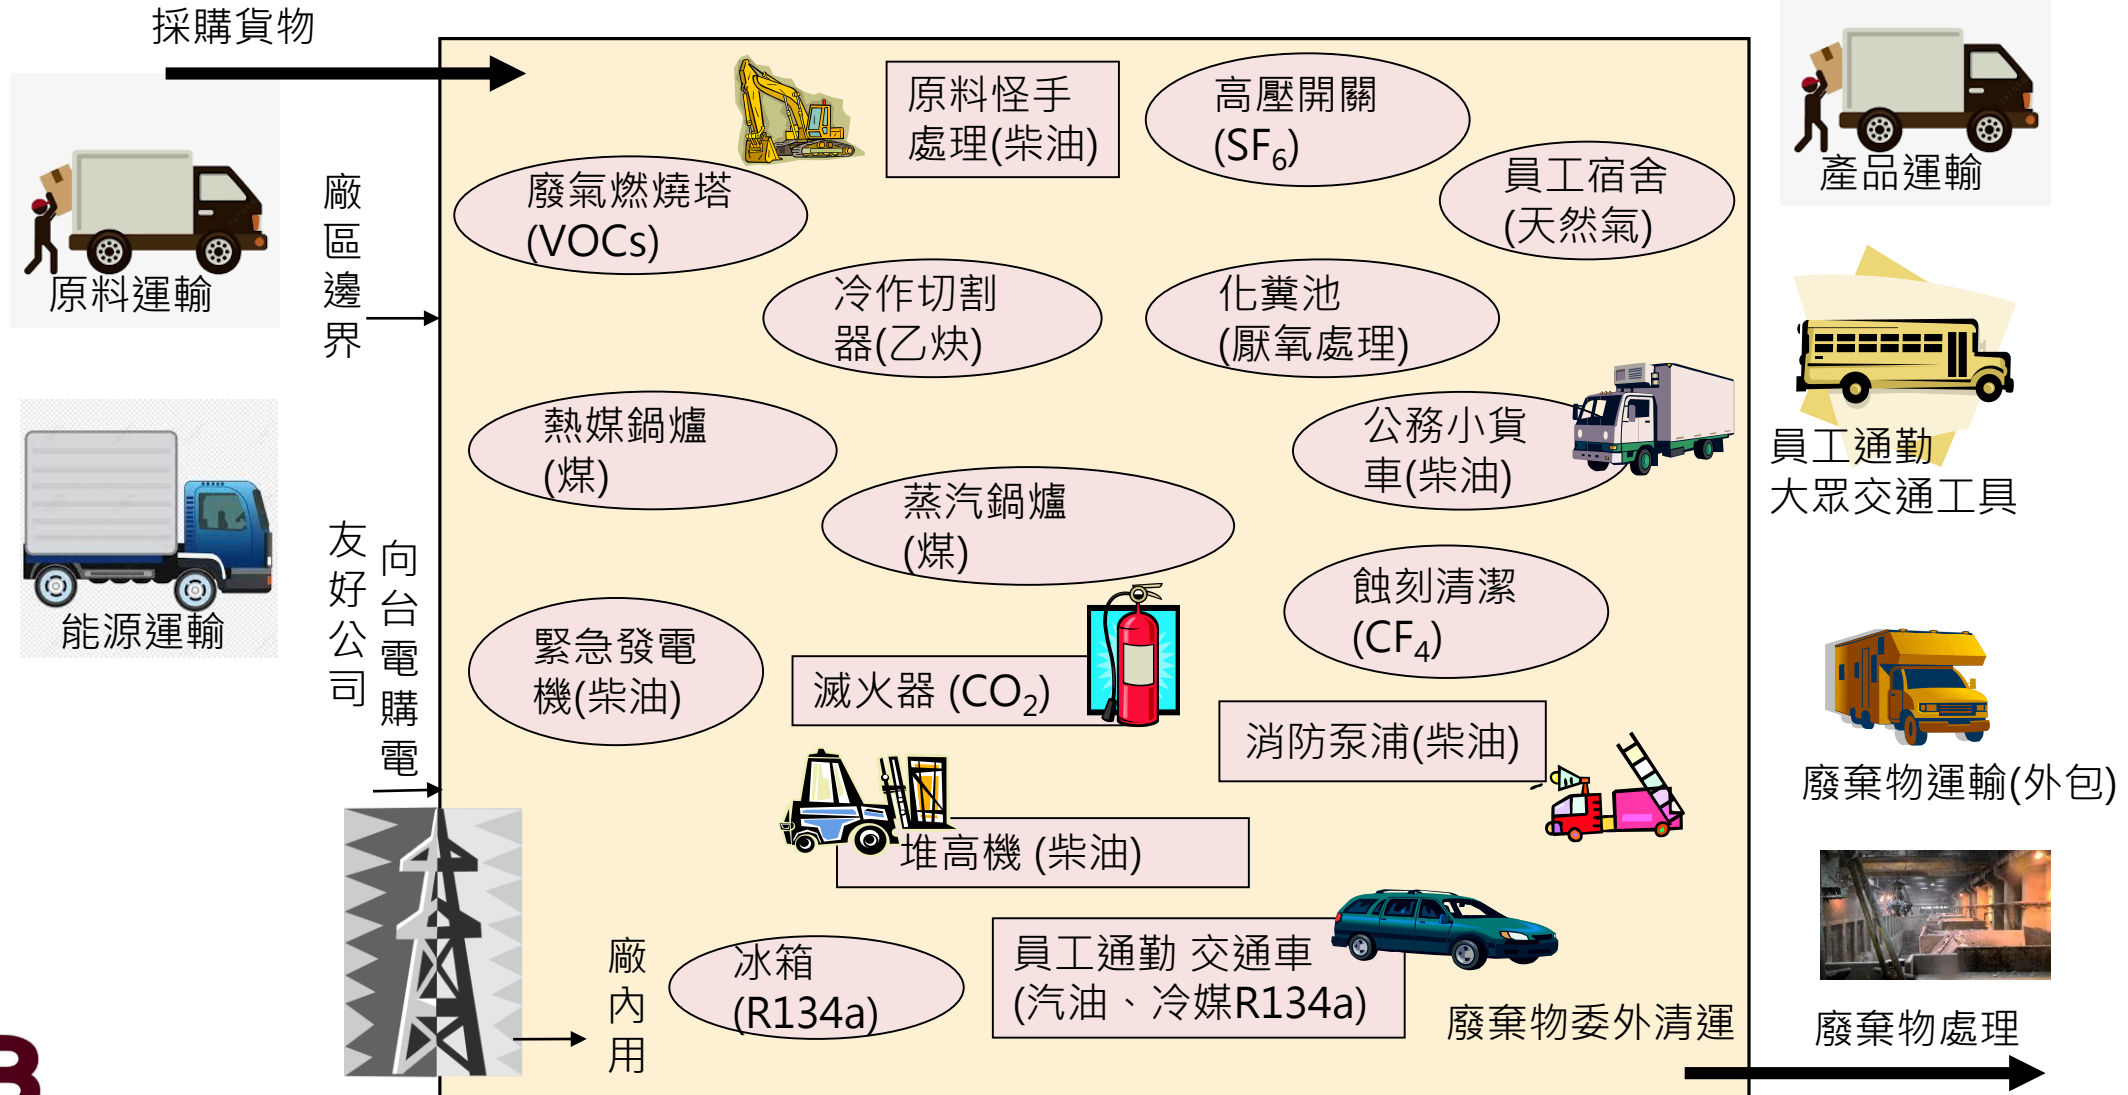 採購貨物
原料運輸
廠區邊界
能源運輸
友好公司
向台電購電
廠內用
原料怪手
處理(柴油)
高壓開關
(SF₆)
員工宿舍
(天然氣)
廢氣燃燒塔
(VOCs)
冷作切割
器(乙炔)
化糞池
(厭氧處理)
熱媒鍋爐
(煤)
公務小貨
車(柴油)
蒸汽鍋爐
(煤)
蝕刻清潔
(CF₄)
緊急發電
機(柴油)
滅火器 (CO₂)
消防泵浦(柴油)
堆高機 (柴油)
冰箱
(R134a)
員工通勤 交通車
(汽油、冷媒R134a)
廢棄物委外清運
產品運輸
員工通勤
大眾交通工具
廢棄物運輸(外包)
廢棄物處理